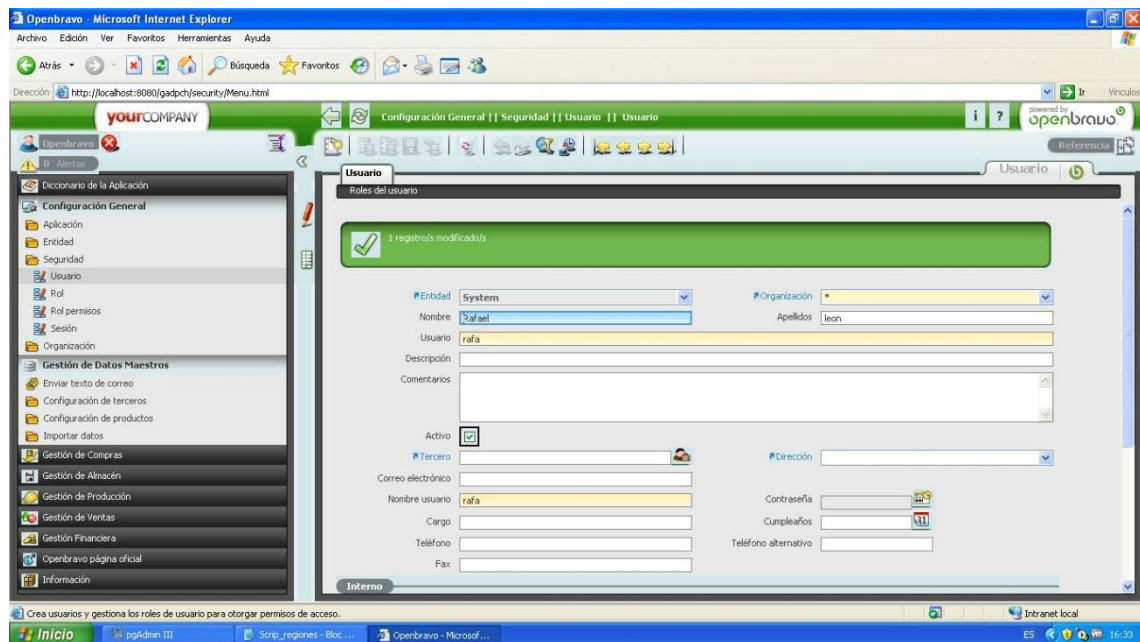 Openbravo - Microsoft Internet Explorer
Archivo Edición Ver Favoritos Herramientas Ayuda
Atrás Búsqueda Favoritos
Dirección http://localhost:8080/gadpch/security/Menu.html Ir Vínculos
yourCOMPANY
Configuración General || Seguridad || Usuario || Usuario
i ? powered by openbravo
Openbravo
Referencia
0 Alertas
Usuario
Usuario
Roles del usuario
Diccionario de la Aplicación
Configuración General
Aplicación
Entidad
Seguridad
Usuario
Rol
Rol permisos
Sesión
Organización
Gestión de Datos Maestros
Enviar texto de correo
Configuración de terceros
Configuración de productos
Importar datos
Gestión de Compras
Gestión de Almacén
Gestión de Producción
Gestión de Ventas
Gestión Financiera
Openbravo página oficial
Información
1 registro/s modificado/s
Entidad System Organización *
Nombre Rafael Apellidos leon
Usuario rafa
Descripción
Comentarios
Activo
Tercero Dirección
Correo electrónico
Nombre usuario rafa Contraseña
Cargo Cumpleaños 31
Teléfono Teléfono alternativo
Fax
Interno
Crea usuarios y gestiona los roles de usuario para otorgar permisos de acceso. Intranet local
Inicio pgAdmin III Scrip_regiones - Bloc ... Openbravo - Microsof... ES 16:33